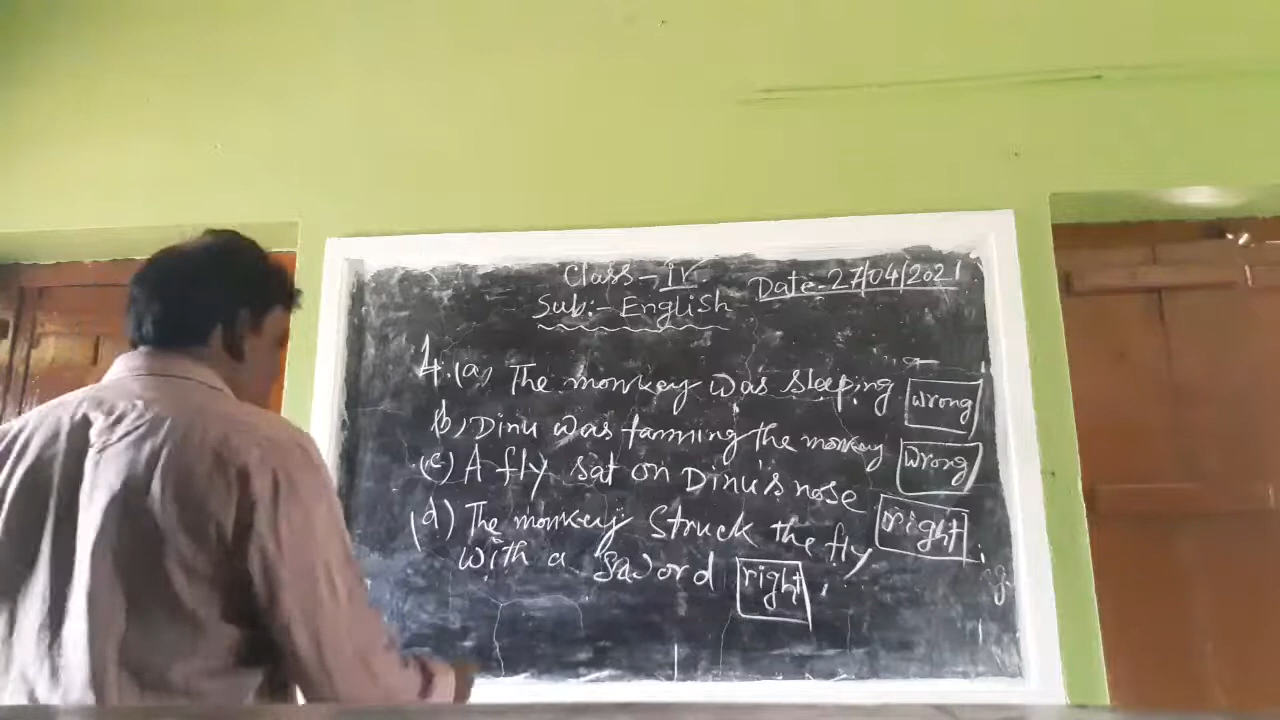 Class - IV
Sub:- English
Date - 27/04/2021
1. (a) The monkey was sleeping wrong
(b) Dinu was fanning the monkey wrong
(c) A fly sat on Dinu's nose right
(d) The monkey struck the fly
with a sword right